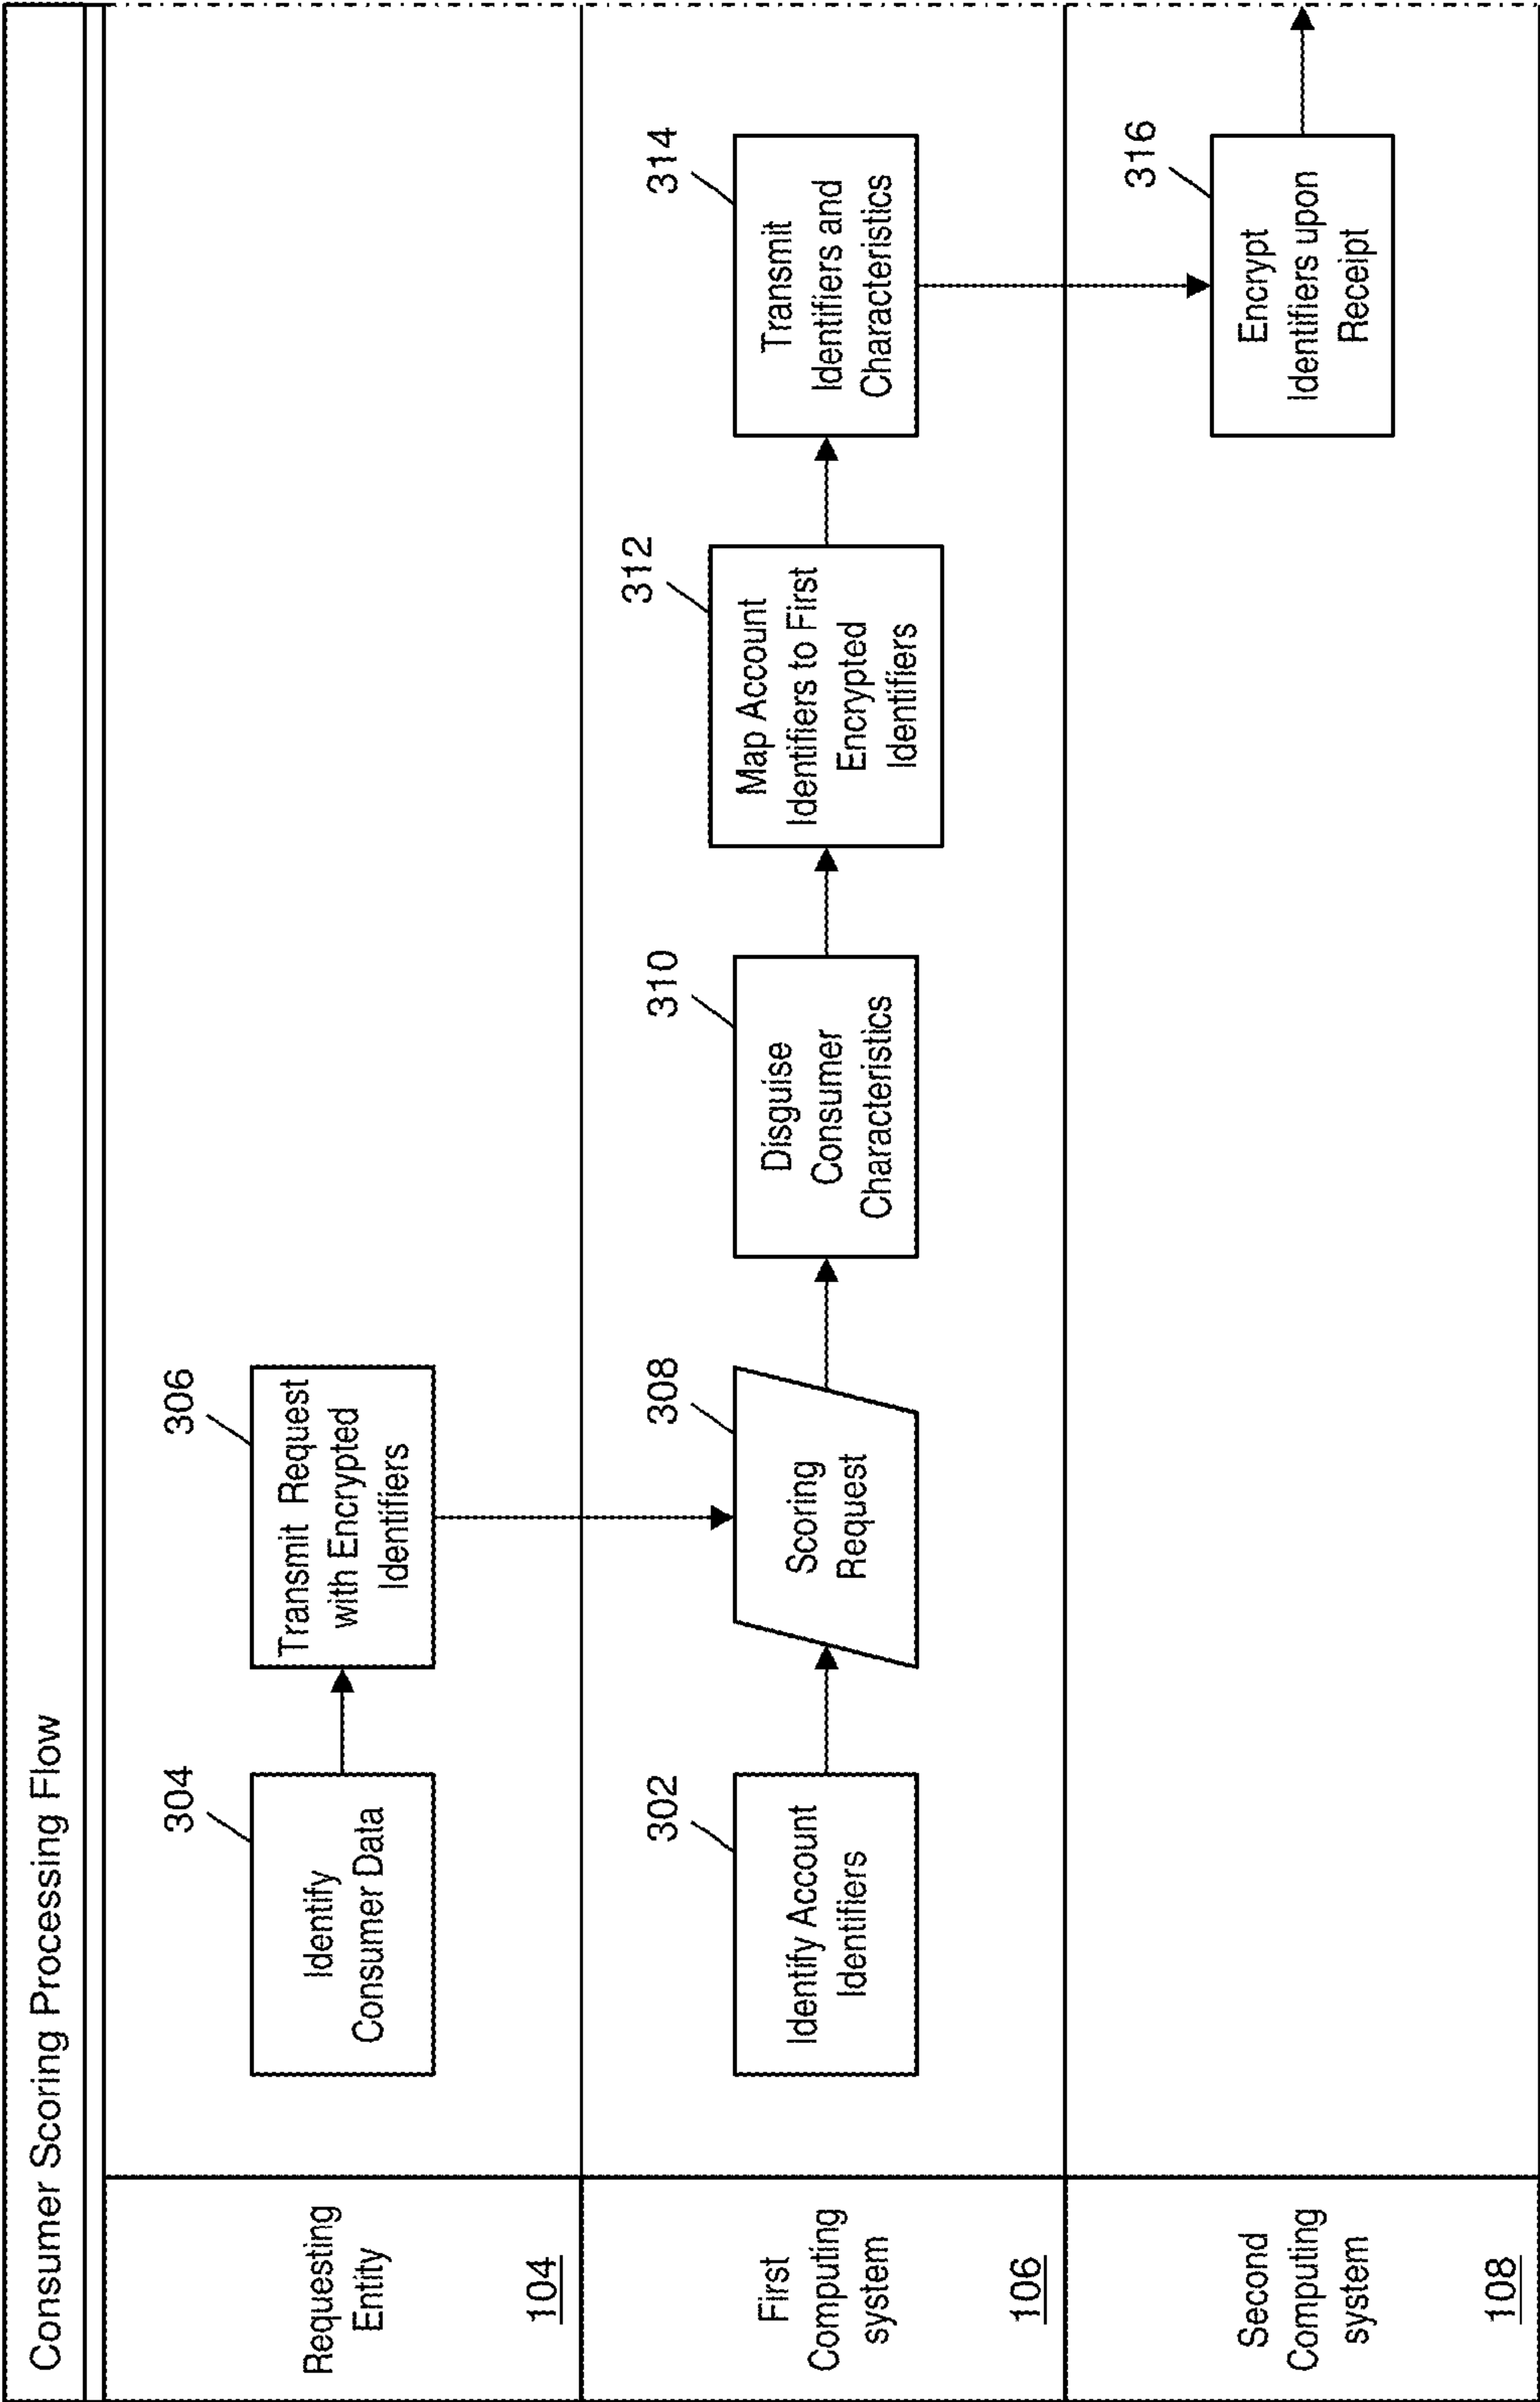 Consumer Scoring Processing Flow
Requesting
Entity
104
304
Identify
Consumer Data
306
Transmit Request
with Encrypted
Identifiers
First
Computing
system
106
302
Identify Account
Identifiers
308
Scoring
Request
310
Disguise
Consumer
Characteristics
312
Map Account
Identifiers to First
Encrypted
Identifiers
314
Transmit
Identifiers and
Characteristics
Second
Computing
system
108
316
Encrypt
Identifiers upon
Receipt